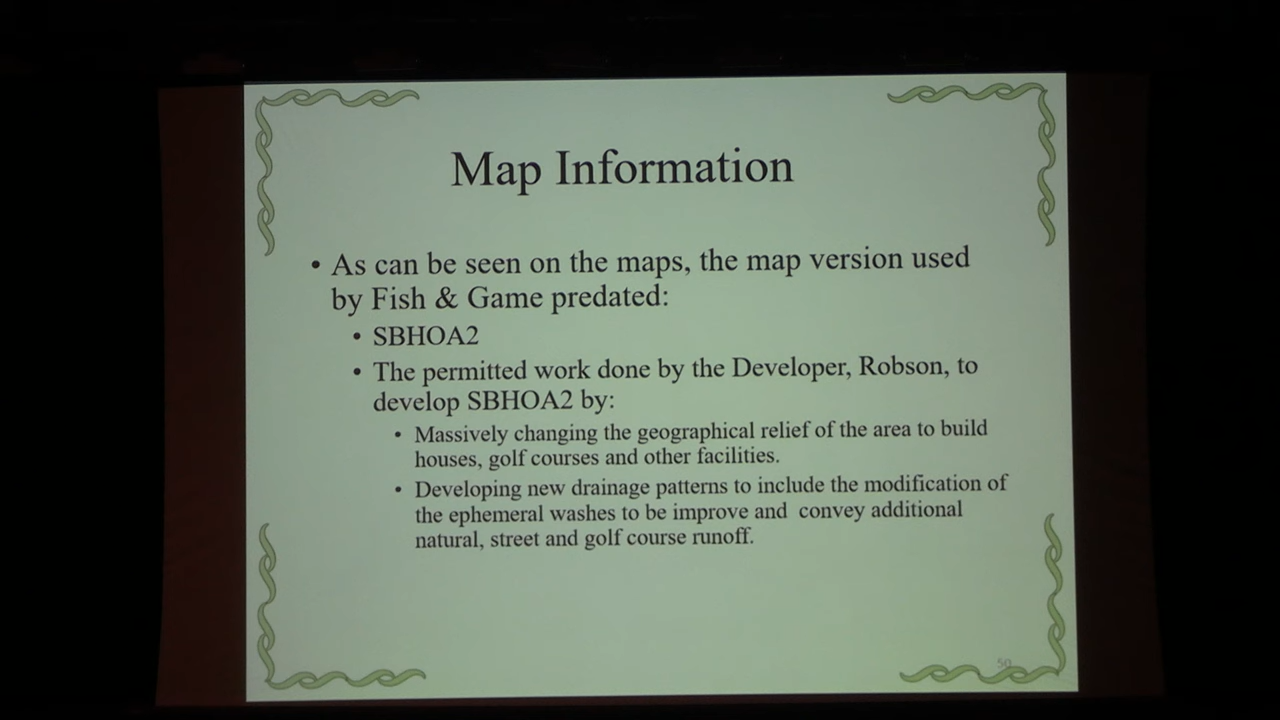 Map Information
• As can be seen on the maps, the map version used
by Fish & Game predated:
• SBHOA2
• The permitted work done by the Developer, Robson, to
develop SBHOA2 by:
• Massively changing the geographical relief of the area to build
houses, golf courses and other facilities.
• Developing new drainage patterns to include the modification of
the ephemeral washes to be improve and convey additional
natural, street and golf course runoff.
50